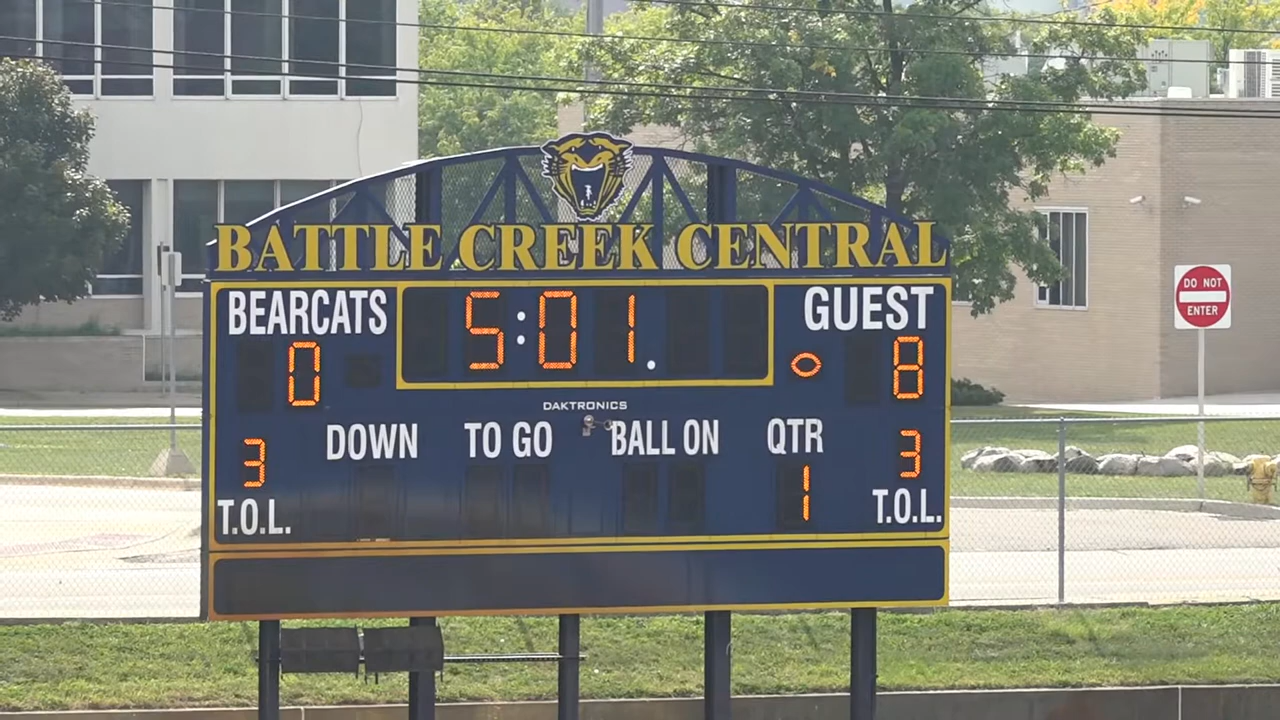 BATTLE CREEK CENTRAL
BEARCATS 5:01. GUEST
0 8
DAKTRONICS
DOWN TO GO BALL ON QTR
3 1 3
T.O.L. T.O.L.
DO NOT
ENTER